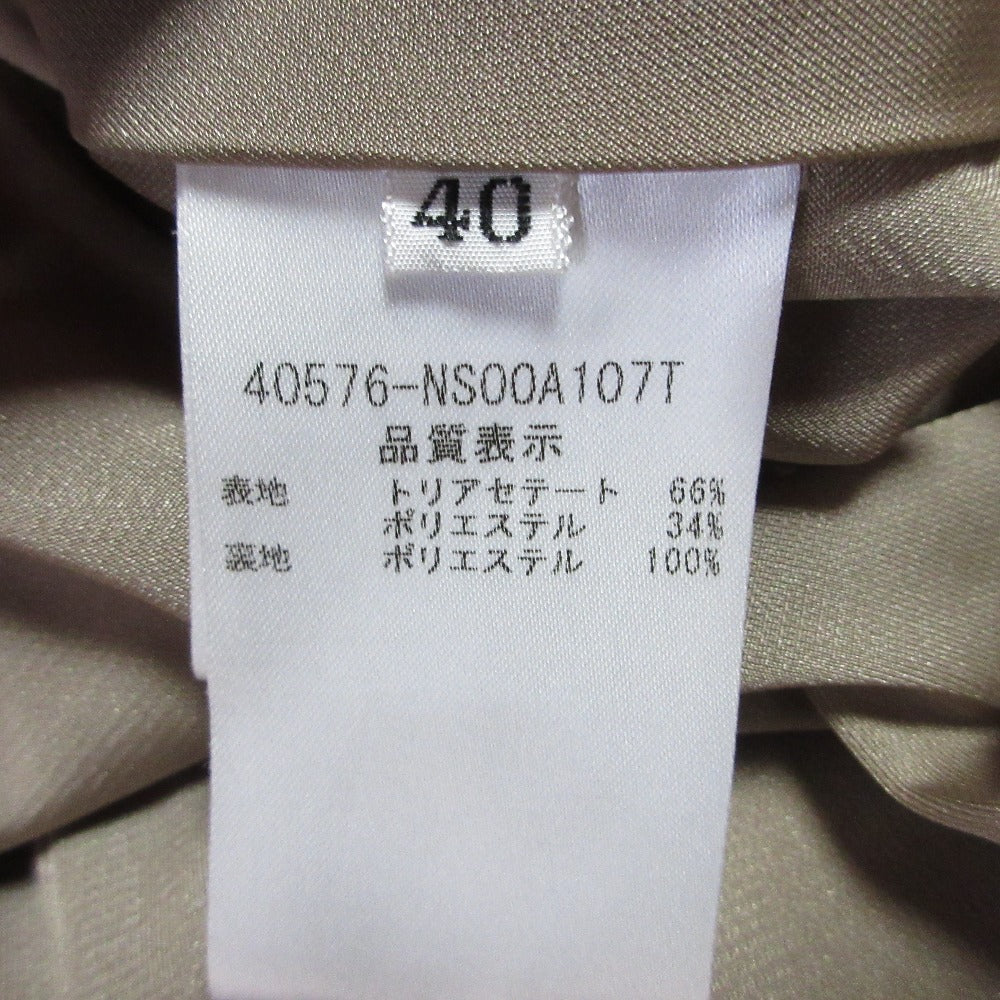 40
40576-NS00A107T
品質表示
表地 トリアセテート 66%
ポリエステル 34%
裏地 ポリエステル 100%